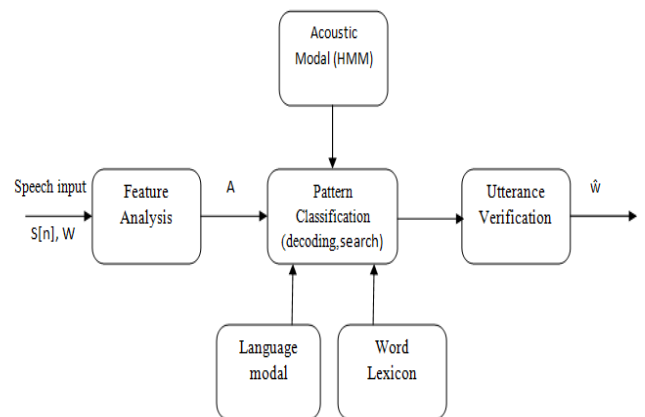 Acoustic
Modal (HMM)
Speech input
S[n], W
Feature
Analysis
A
Pattern
Classification
(decoding,search)
Utterance
Verification
ŵ
Language
modal
Word
Lexicon